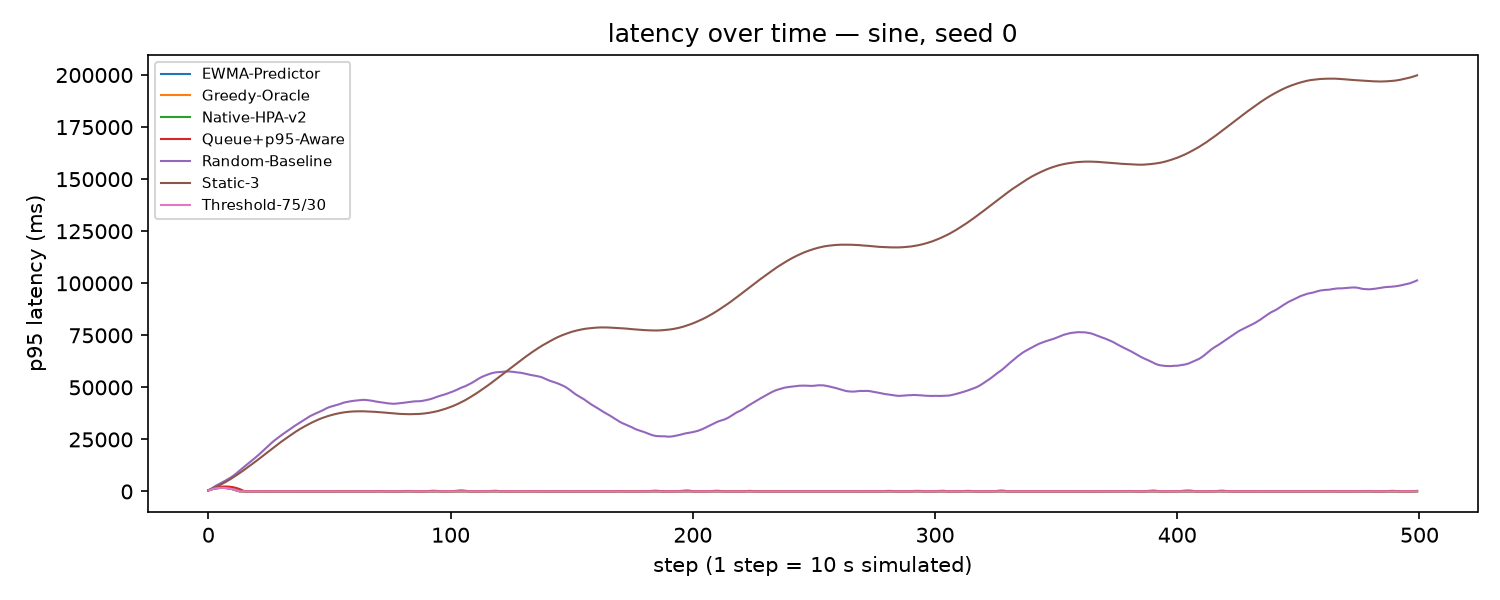 latency over time — sine, seed 0
p95 latency (ms)
200000
175000
150000
125000
100000
75000
50000
25000
0
EWMA-Predictor
Greedy-Oracle
Native-HPA-v2
Queue+p95-Aware
Random-Baseline
Static-3
Threshold-75/30
0 100 200 300 400 500
step (1 step = 10 s simulated)